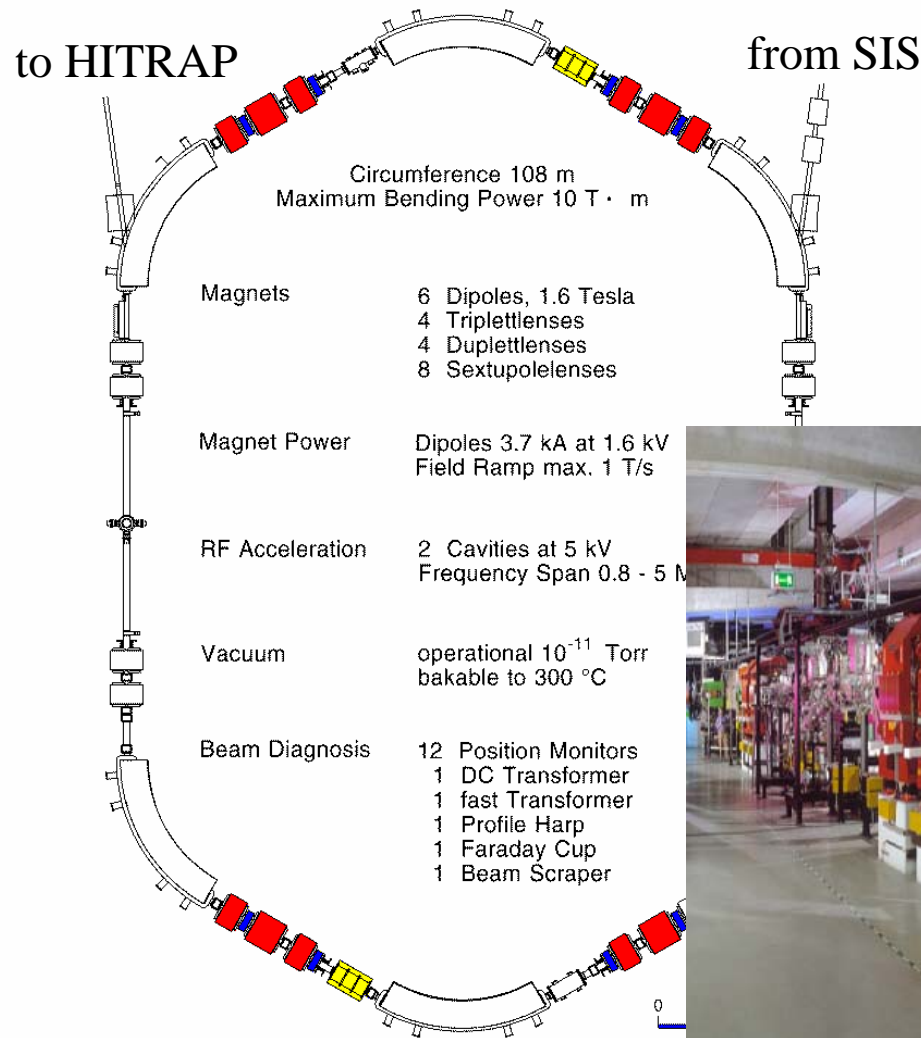 to HITRAP
from SIS
Circumference 108 m
Maximum Bending Power 10 T · m
Magnets 6 Dipoles, 1.6 Tesla
4 Triplettlenses
4 Duplettlenses
8 Sextupolelenses
Magnet Power Dipoles 3.7 kA at 1.6 kV
Field Ramp max. 1 T/s
RF Acceleration 2 Cavities at 5 kV
Frequency Span 0.8 - 5 M
Vacuum operational 10⁻¹¹ Torr
bakable to 300 °C
Beam Diagnosis 12 Position Monitors
1 DC Transformer
1 fast Transformer
1 Profile Harp
1 Faraday Cup
1 Beam Scraper
0